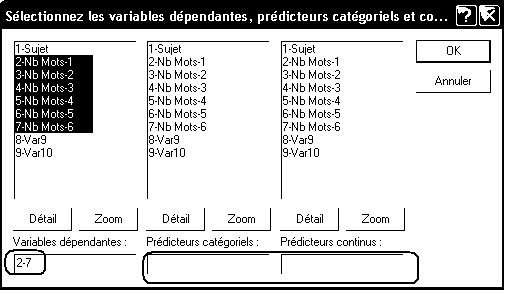 Sélectionnez les variables dépendantes, prédicteurs catégoriels et co...
1-Sujet
2-Nb Mots-1
3-Nb Mots-2
4-Nb Mots-3
5-Nb Mots-4
6-Nb Mots-5
7-Nb Mots-6
8-Var9
9-Var10
1-Sujet
2-Nb Mots-1
3-Nb Mots-2
4-Nb Mots-3
5-Nb Mots-4
6-Nb Mots-5
7-Nb Mots-6
8-Var9
9-Var10
1-Sujet
2-Nb Mots-1
3-Nb Mots-2
4-Nb Mots-3
5-Nb Mots-4
6-Nb Mots-5
7-Nb Mots-6
8-Var9
9-Var10
OK
Annuler
Détail Zoom Détail Zoom Détail Zoom
Variables dépendantes : Prédicteurs catégoriels : Prédicteurs continus :
2-7